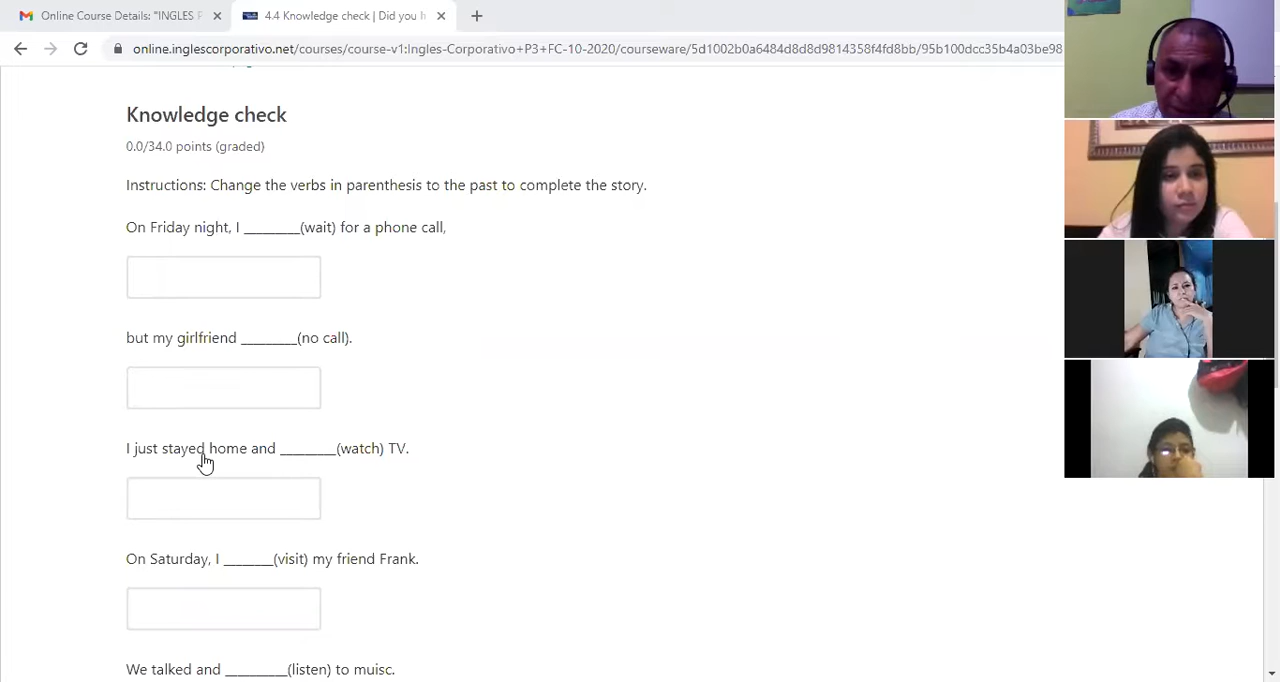 Online Course Details: "INGLES P
4.4 Knowledge check | Did you h
online.inglescorporativo.net/courses/course-v1:Ingles-Corporativo+P3+FC-10-2020/courseware/5d1002b0a6484d8d8d9814358f4fd8bb/95b100dcc35b4a03be98
Knowledge check
0.0/34.0 points (graded)
Instructions: Change the verbs in parenthesis to the past to complete the story.
On Friday night, I ________(wait) for a phone call,
but my girlfriend ________(no call).
I just stayed home and ________(watch) TV.
On Saturday, I _______(visit) my friend Frank.
We talked and _________(listen) to muisc.